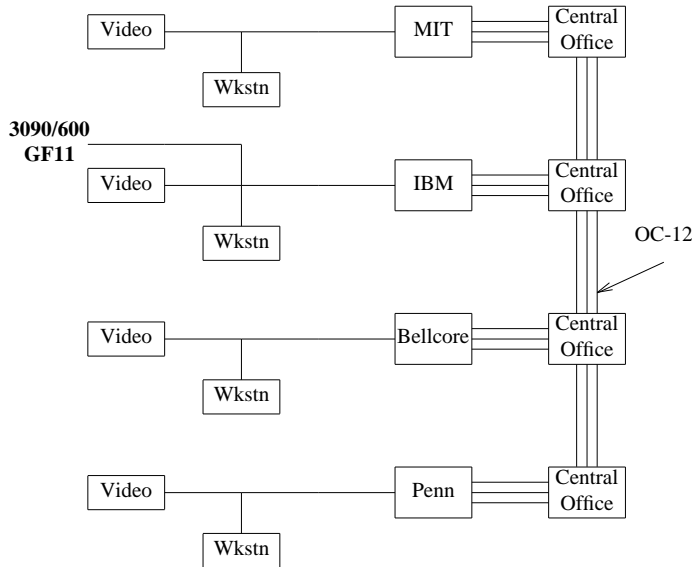 Video
MIT
Central
Office
Wkstn
3090/600
GF11
Video
IBM
Central
Office
Wkstn
OC-12
Video
Bellcore
Central
Office
Wkstn
Video
Penn
Central
Office
Wkstn